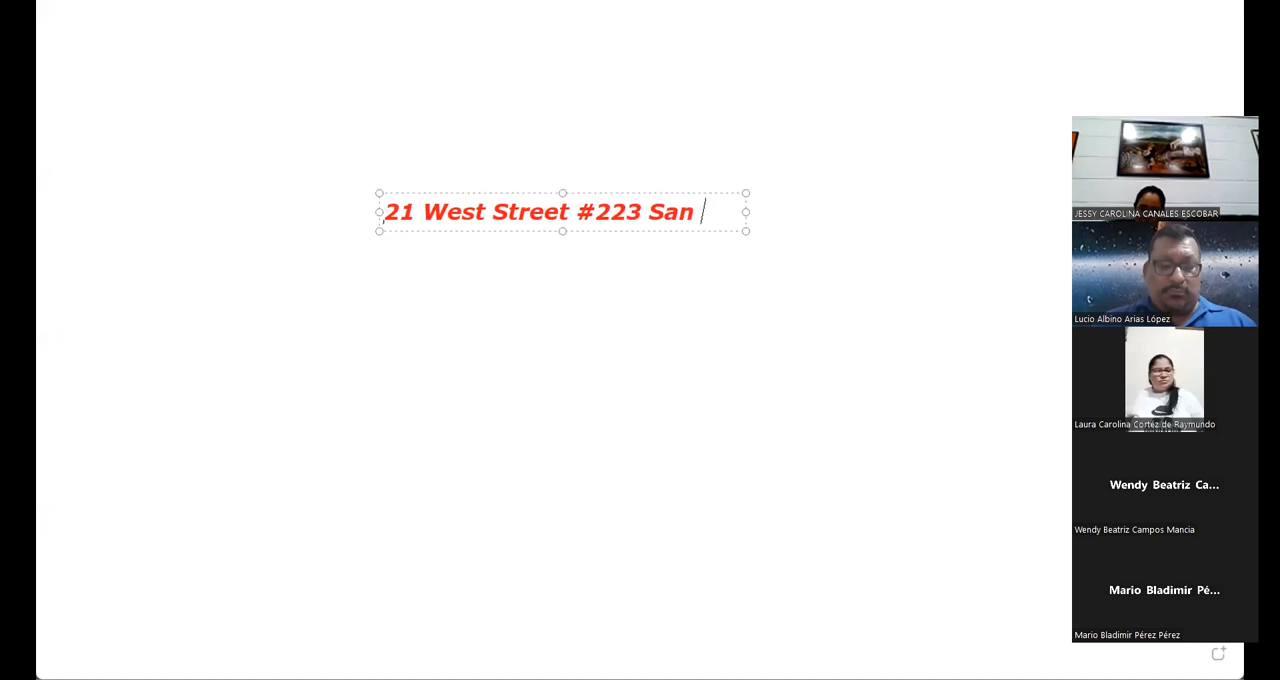 21 West Street #223 San
JESSY CAROLINA CANALES ESCOBAR
Lucio Albino Arias López
Laura Carolina Cortéz de Raymundo
Wendy Beatriz Ca...
Wendy Beatriz Campos Mancia
Mario Bladimir Pé...
Mario Bladimir Pérez Pérez